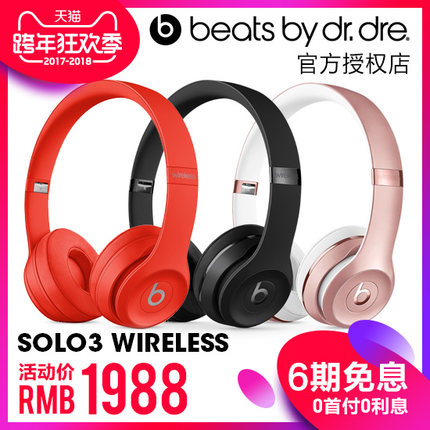 天猫
跨年狂欢季
2017-2018
beats by dr. dre.
官方授权店
wireless
SOLO3 WIRELESS
活动价
RMB 1988
6期免息
0首付0利息